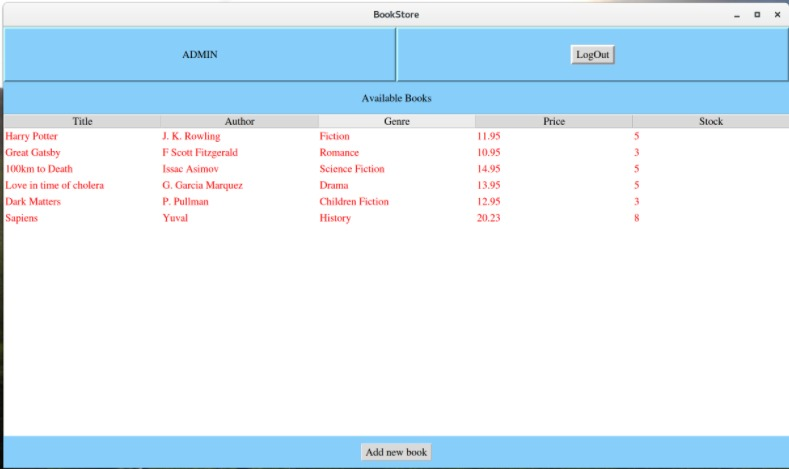 BookStore
ADMIN LogOut
Available Books
Title Author Genre Price Stock
Harry Potter J. K. Rowling Fiction 11.95 5
Great Gatsby F Scott Fitzgerald Romance 10.95 3
100km to Death Issac Asimov Science Fiction 14.95 5
Love in time of cholera G. Garcia Marquez Drama 13.95 5
Dark Matters P. Pullman Children Fiction 12.95 3
Sapiens Yuval History 20.23 8
Add new book